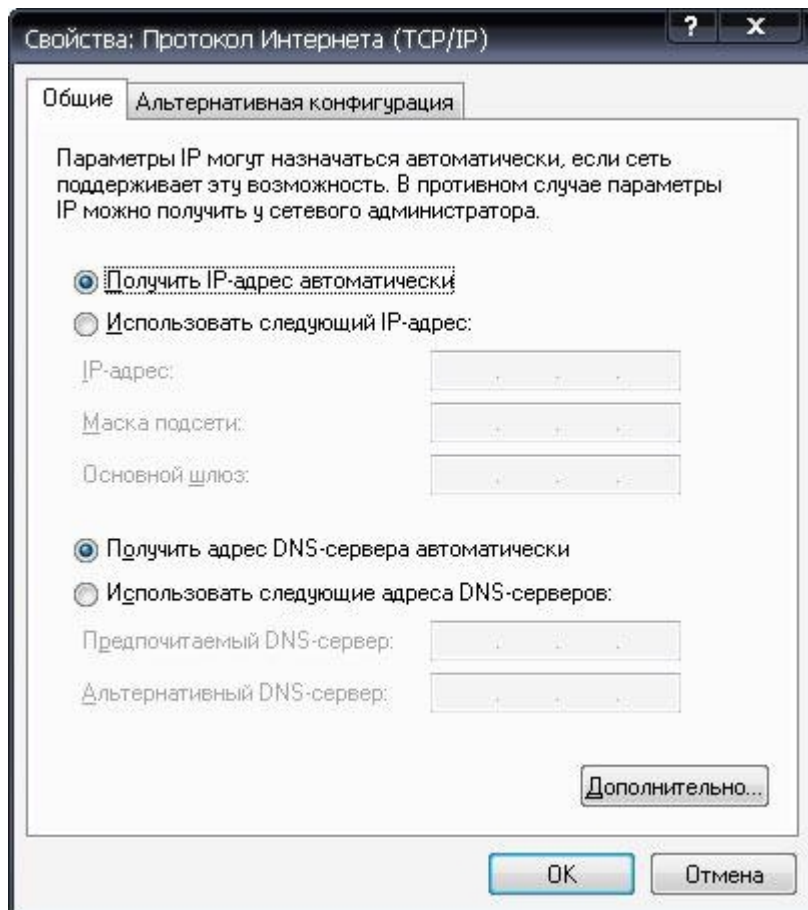 Свойства: Протокол Интернета (TCP/IP)
? X
Общие
Альтернативная конфигурация
Параметры IP могут назначаться автоматически, если сеть
поддерживает эту возможность. В противном случае параметры
IP можно получить у сетевого администратора.
Получить IP-адрес автоматически
Использовать следующий IP-адрес:
IP-адрес:
Маска подсети:
Основной шлюз:
Получить адрес DNS-сервера автоматически
Использовать следующие адреса DNS-серверов:
Предпочитаемый DNS-сервер:
Альтернативный DNS-сервер:
Дополнительно...
OK
Отмена